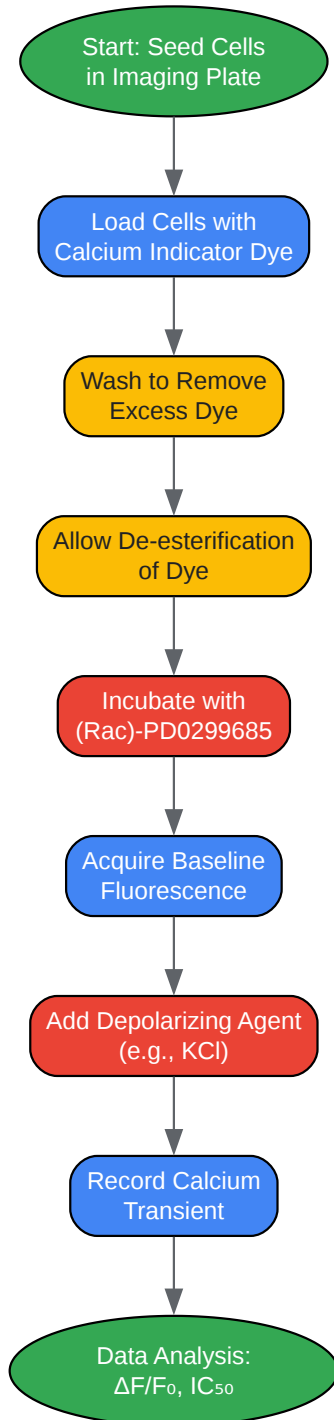 Start: Seed Cells
in Imaging Plate
Load Cells with
Calcium Indicator Dye
Wash to Remove
Excess Dye
Allow De-esterification
of Dye
Incubate with
(Rac)-PD0299685
Acquire Baseline
Fluorescence
Add Depolarizing Agent
(e.g., KCl)
Record Calcium
Transient
Data Analysis:
ΔF/F₀, IC₅₀